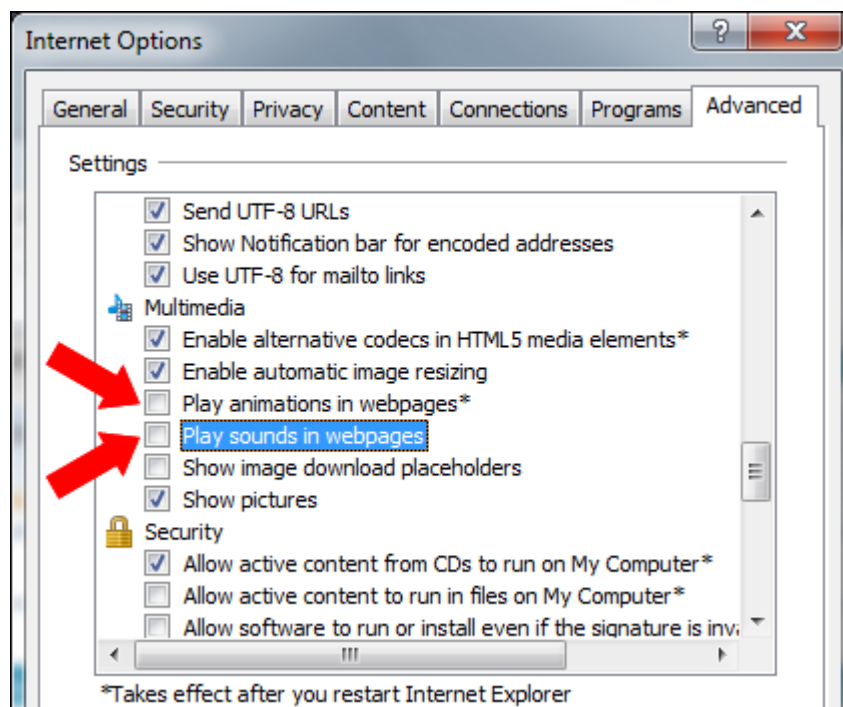 Internet Options
General Security Privacy Content Connections Programs Advanced
Settings
Send UTF-8 URLs
Show Notification bar for encoded addresses
Use UTF-8 for mailto links
Multimedia
Enable alternative codecs in HTML5 media elements*
Enable automatic image resizing
Play animations in webpages*
Play sounds in webpages
Show image download placeholders
Show pictures
Security
Allow active content from CDs to run on My Computer*
Allow active content to run in files on My Computer*
Allow software to run or install even if the signature is
*Takes effect after you restart Internet Explorer